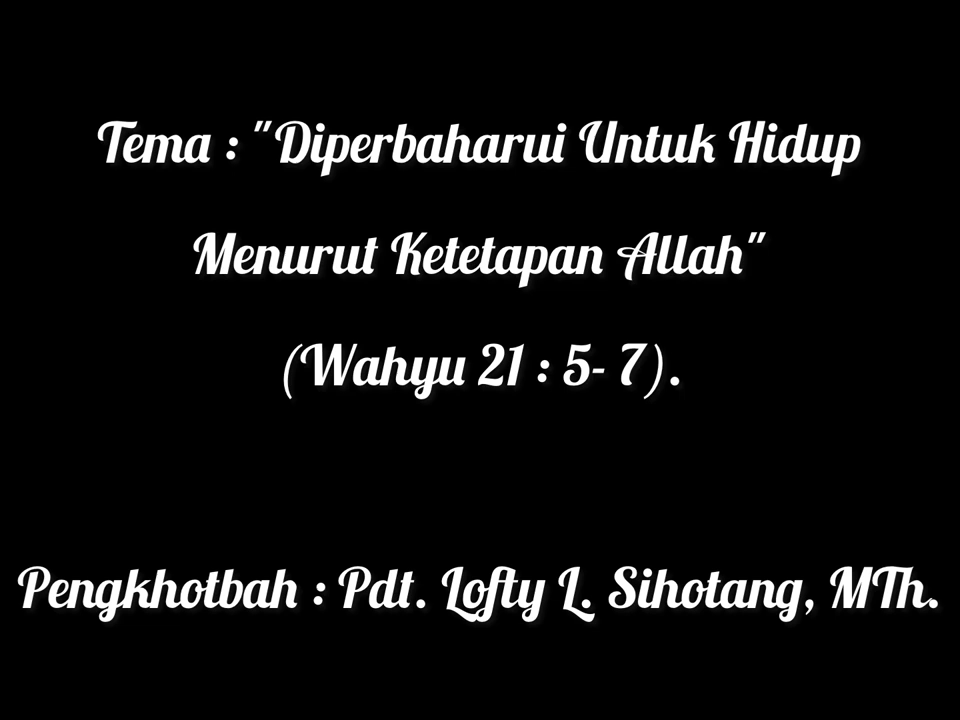 Tema : "Diperbaharui Untuk Hidup
Menurut Ketetapan Allah"
(Wahyu 21 : 5- 7).
Pengkhotbah : Pdt. Lofty L. Sihotang, MTh.